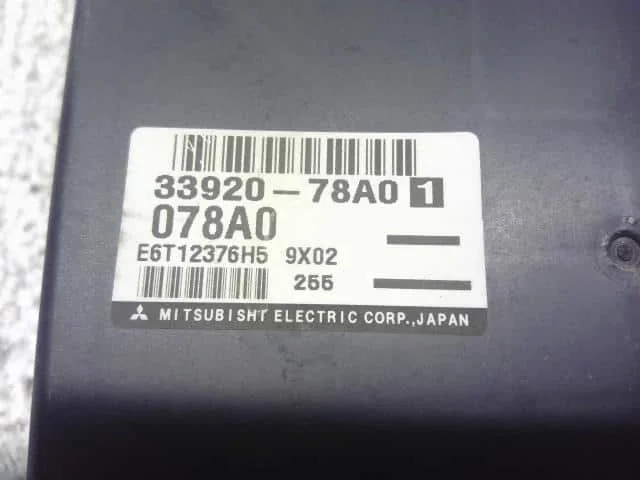 33920-78A0 1
078A0
E6T12376H5 9X02
255
MITSUBISHI ELECTRIC CORP.,JAPAN